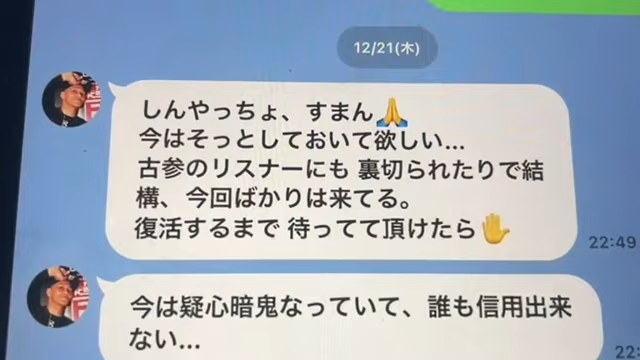 12/21(木)
しんやっちょ、すまん🙏
今はそっとしておいて欲しい...
古参のリスナーにも 裏切られたりで結
構、今回ばかりは来てる。
復活するまで 待ってて頂けたら✋
22:49
今は疑心暗鬼なっていて、誰も信用出来
ない...
22: